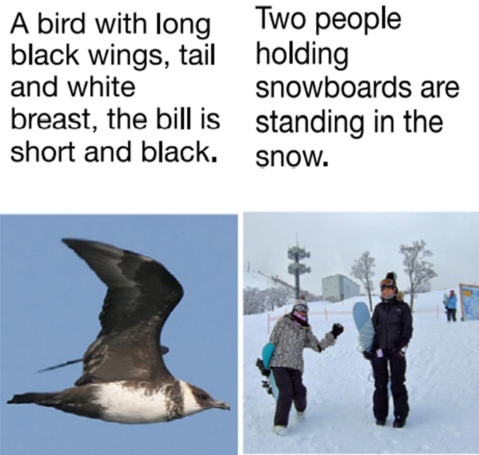 A bird with long
black wings, tail
and white
breast, the bill is
short and black.
Two people
holding
snowboards are
standing in the
snow.